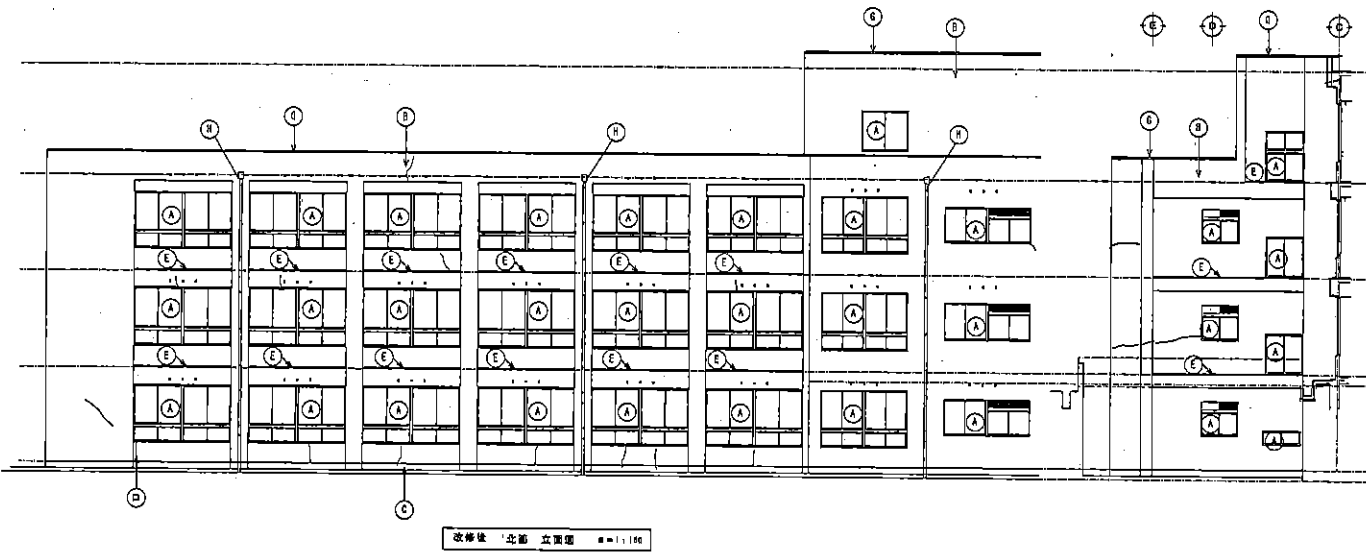 G B E D Q C
H Q B H A H G B
A E A
A A A A A A A A A
E E E E E E A
E
A A A A A A A A A
E E E E E E A
E
A A A A A A A A A A
D C
改修後 北面 立面図